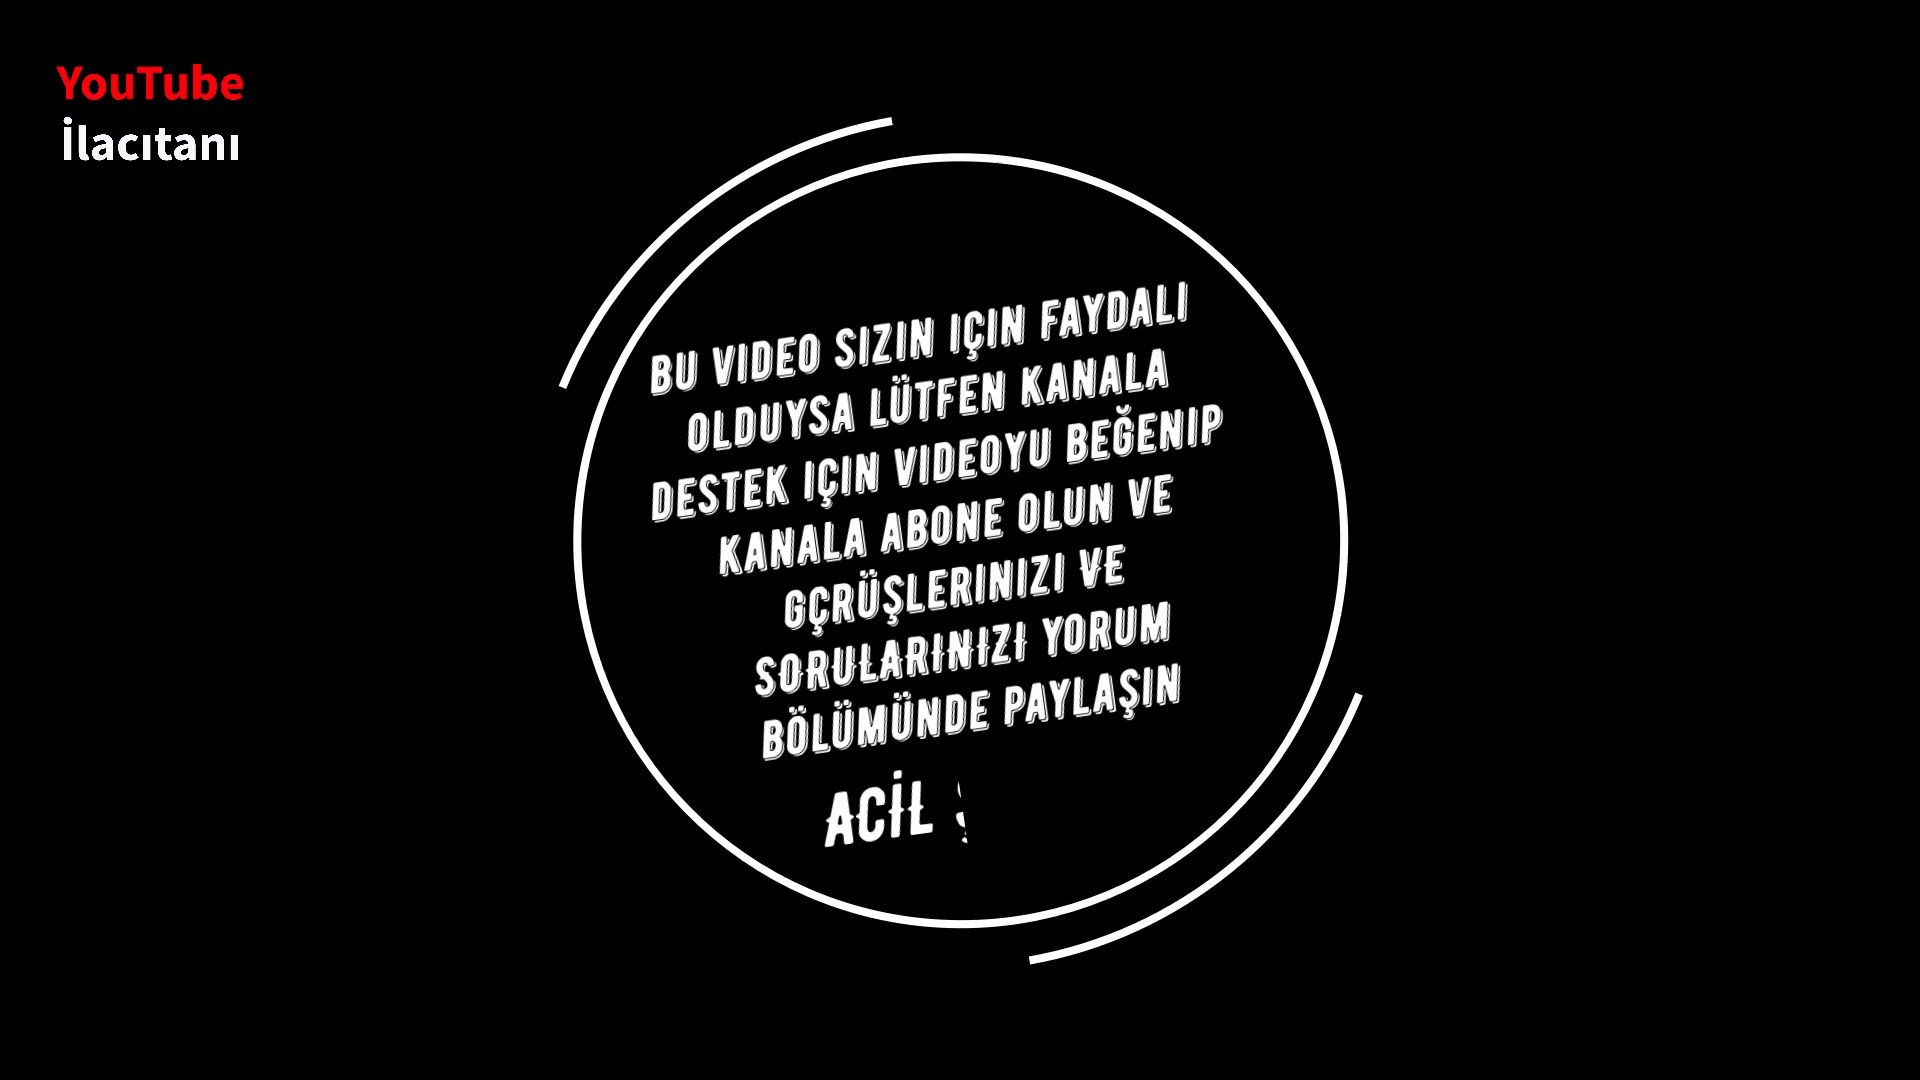 YouTube
İlacıtanı
BU VIDEO SIZIN IÇIN FAYDALI
OLDUYSA LÜTFEN KANALA
DESTEK IÇIN VIDEOYU BEĞENIP
KANALA ABONE OLUN VE
GÇRÜŞLERINIZI VE
SORULARINIZI YORUM
BÖLÜMÜNDE PAYLAŞIN
ACİL